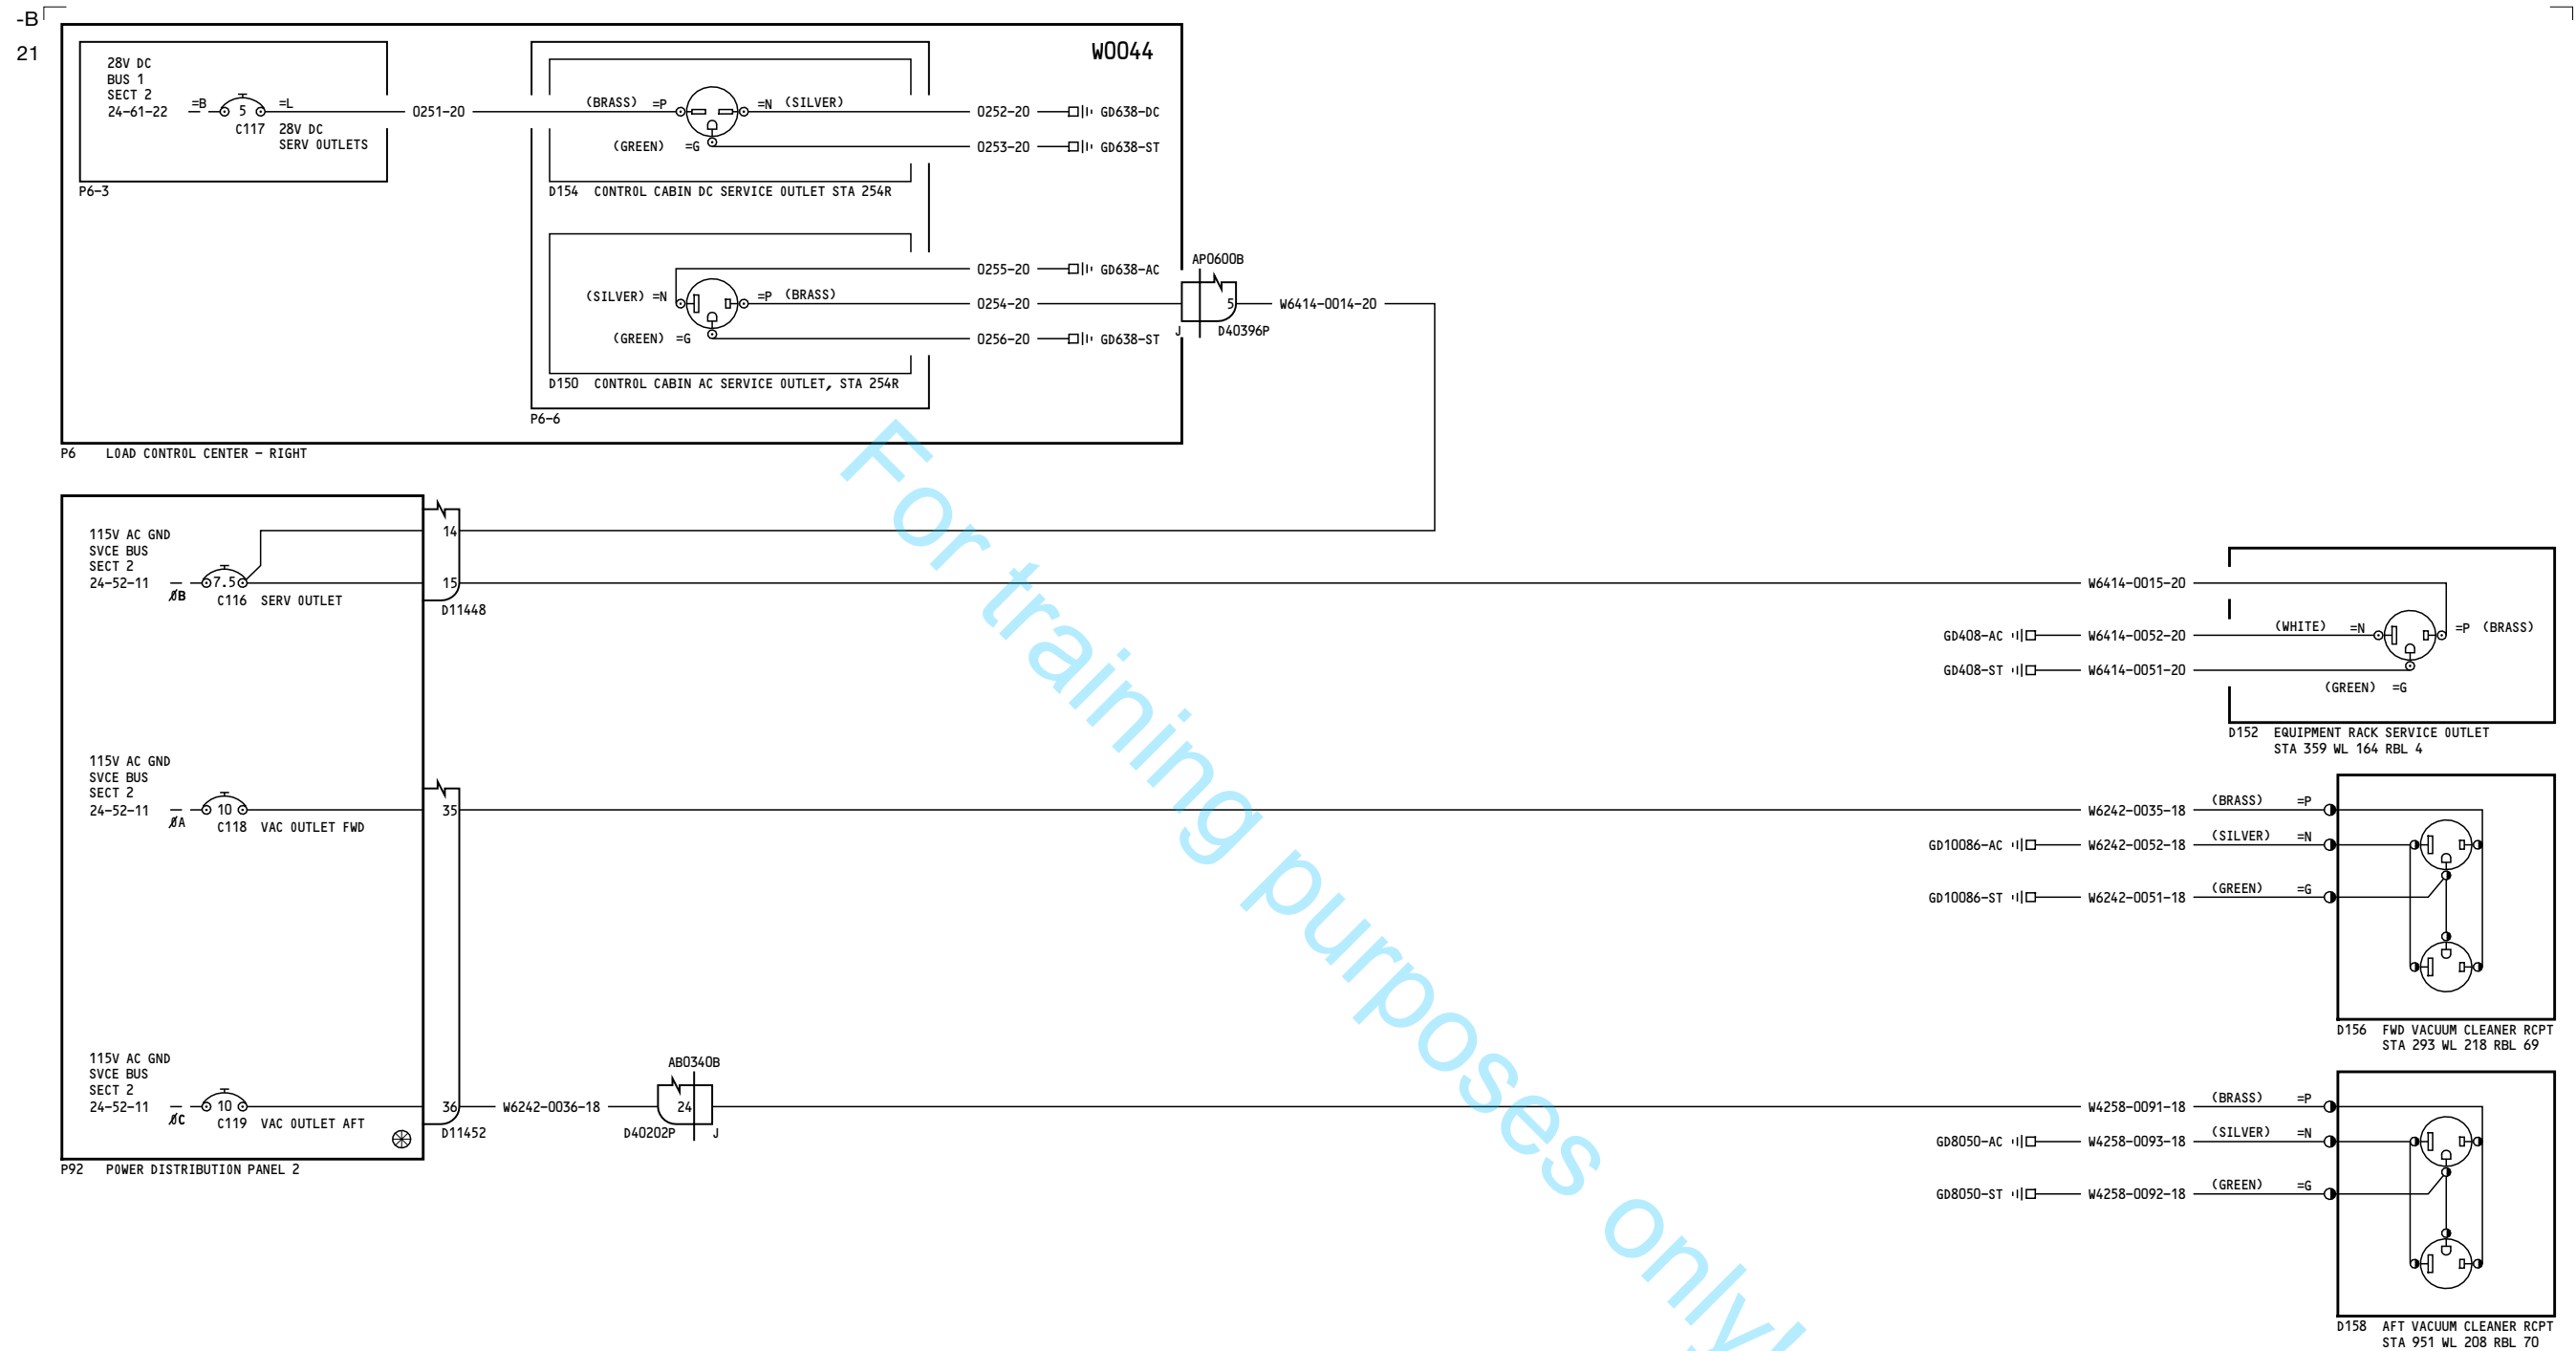 -B
21
W0044
28V DC
BUS 1
SECT 2
24-61-22
=B
5
=L
C117
28V DC
SERV OUTLETS
P6-3
0251-20
(BRASS) =P
=N (SILVER)
0252-20
GD638-DC
(GREEN) =G
0253-20
GD638-ST
D154 CONTROL CABIN DC SERVICE OUTLET STA 254R
0255-20
GD638-AC
(SILVER) =N
=P (BRASS)
0254-20
(GREEN) =G
0256-20
GD638-ST
D150 CONTROL CABIN AC SERVICE OUTLET, STA 254R
P6-6
AP0600B
5
J
D40396P
W6414-0014-20
P6 LOAD CONTROL CENTER - RIGHT
115V AC GND
SVCE BUS
SECT 2
24-52-11
ØB
7.5
C116 SERV OUTLET
14
15
D11448
W6414-0015-20
GD408-AC
W6414-0052-20
(WHITE) =N
=P (BRASS)
GD408-ST
W6414-0051-20
(GREEN) =G
D152 EQUIPMENT RACK SERVICE OUTLET
STA 359 WL 164 RBL 4
115V AC GND
SVCE BUS
SECT 2
24-52-11
ØA
10
C118 VAC OUTLET FWD
35
W6242-0035-18
(BRASS) =P
GD10086-AC
W6242-0052-18
(SILVER) =N
GD10086-ST
W6242-0051-18
(GREEN) =G
D156 FWD VACUUM CLEANER RCPT
STA 293 WL 218 RBL 69
115V AC GND
SVCE BUS
SECT 2
24-52-11
ØC
10
C119 VAC OUTLET AFT
36
D11452
W6242-0036-18
AB0340B
24
D40202P
J
W4258-0091-18
(BRASS) =P
GD8050-AC
W4258-0093-18
(SILVER) =N
GD8050-ST
W4258-0092-18
(GREEN) =G
D158 AFT VACUUM CLEANER RCPT
STA 951 WL 208 RBL 70
P92 POWER DISTRIBUTION PANEL 2
For training purposes only!